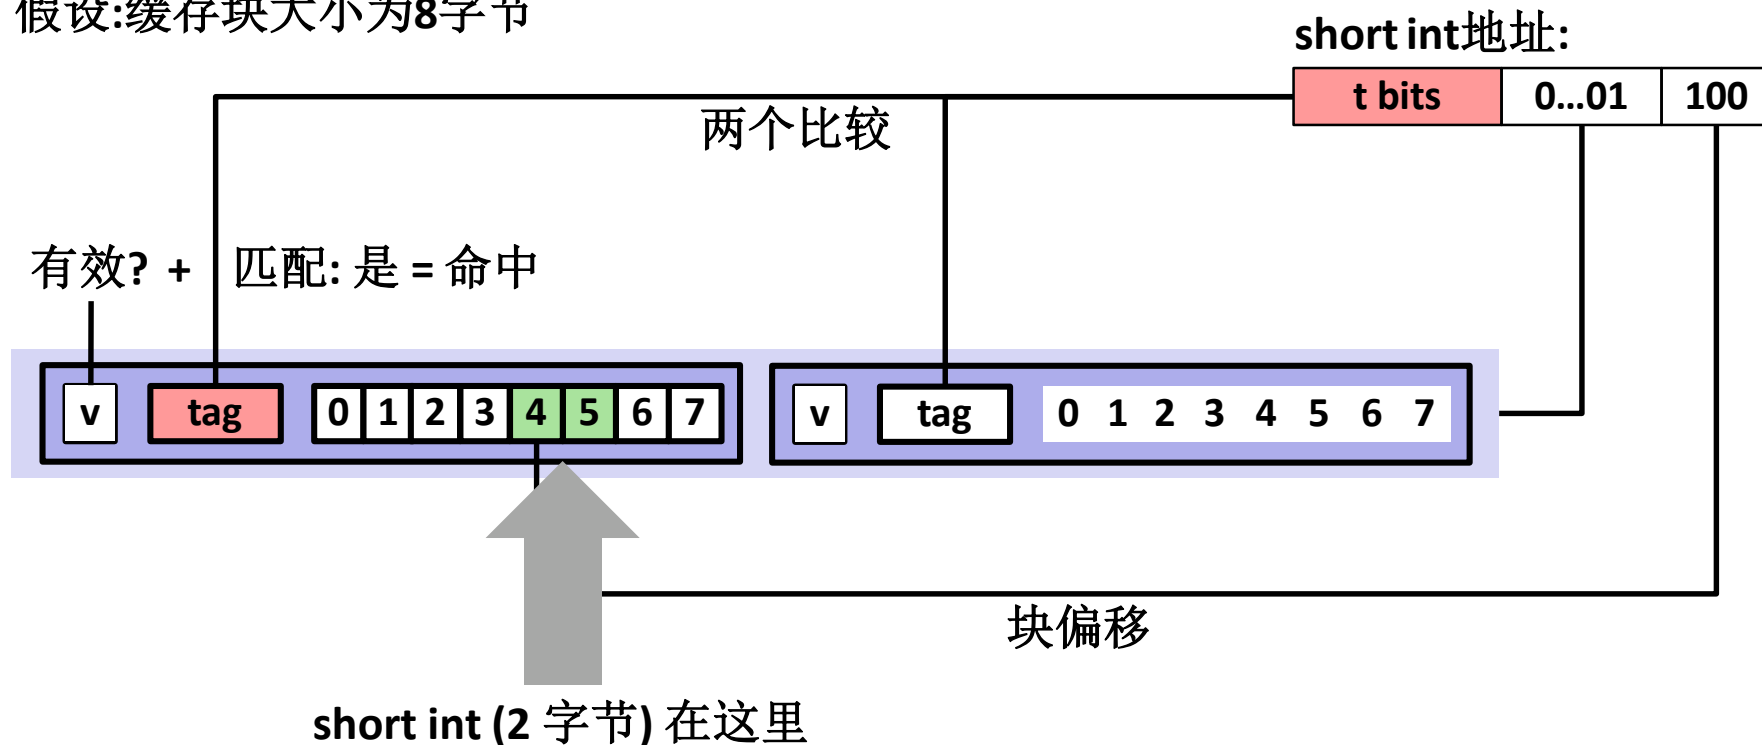 假设:缓存块大小为8字节
short int地址:
t bits 0...01 100
两个比较
有效? + 匹配: 是 = 命中
v tag 0 1 2 3 4 5 6 7 v tag 0 1 2 3 4 5 6 7
块偏移
short int (2 字节) 在这里